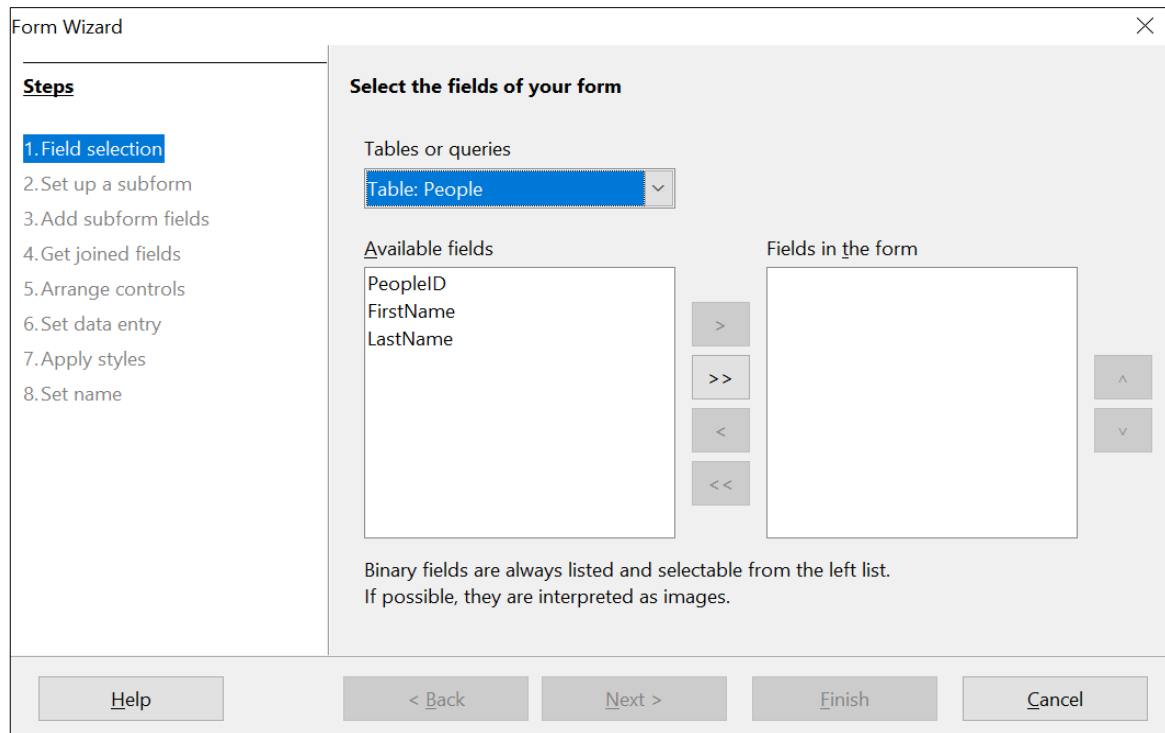 Form Wizard
Steps
1.Field selection
2.Set up a subform
3.Add subform fields
4.Get joined fields
5.Arrange controls
6.Set data entry
7.Apply styles
8.Set name
Select the fields of your form
Tables or queries
Table: People
Available fields
PeopleID
FirstName
LastName
>
>>
<
<<
Fields in the form
^
v
Binary fields are always listed and selectable from the left list.
If possible, they are interpreted as images.
Help
< Back
Next >
Finish
Cancel